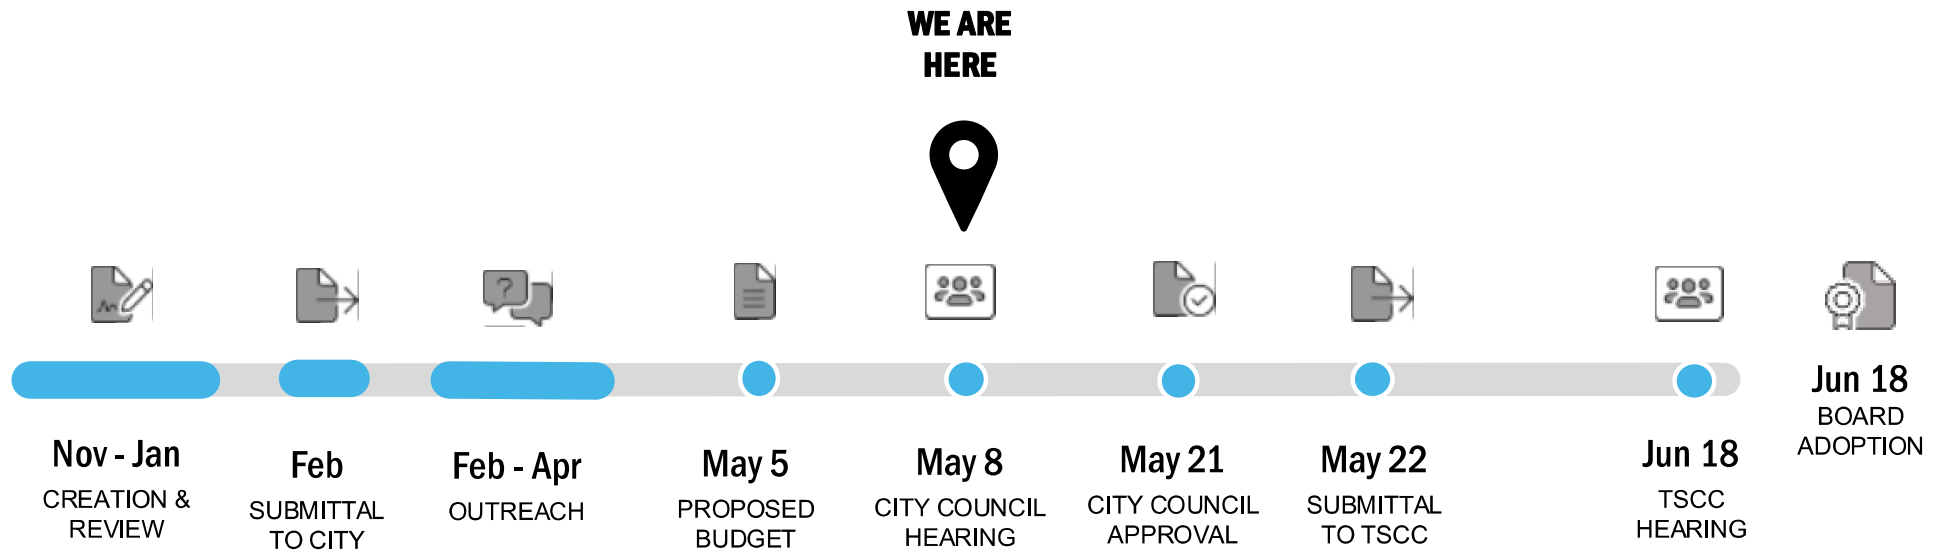 WE ARE
HERE
Nov - Jan
CREATION &
REVIEW
Feb
SUBMITTAL
TO CITY
Feb - Apr
OUTREACH
May 5
PROPOSED
BUDGET
May 8
CITY COUNCIL
HEARING
May 21
CITY COUNCIL
APPROVAL
May 22
SUBMITTAL
TO TSCC
Jun 18
TSCC
HEARING
Jun 18
BOARD
ADOPTION